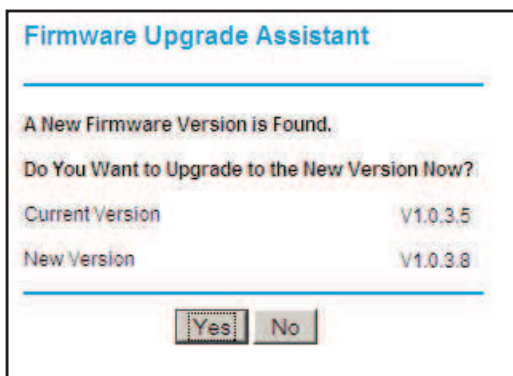 Firmware Upgrade Assistant
A New Firmware Version is Found.
Do You Want to Upgrade to the New Version Now?
Current Version V1.0.3.5
New Version V1.0.3.8
Yes No